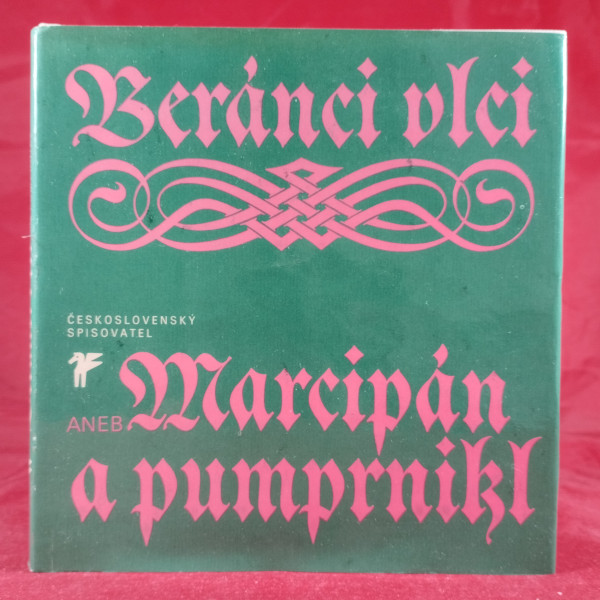 Beránci vlci
ČESKOSLOVENSKÝ
SPISOVATEL
ANEB Marcipán
a pumprnikl